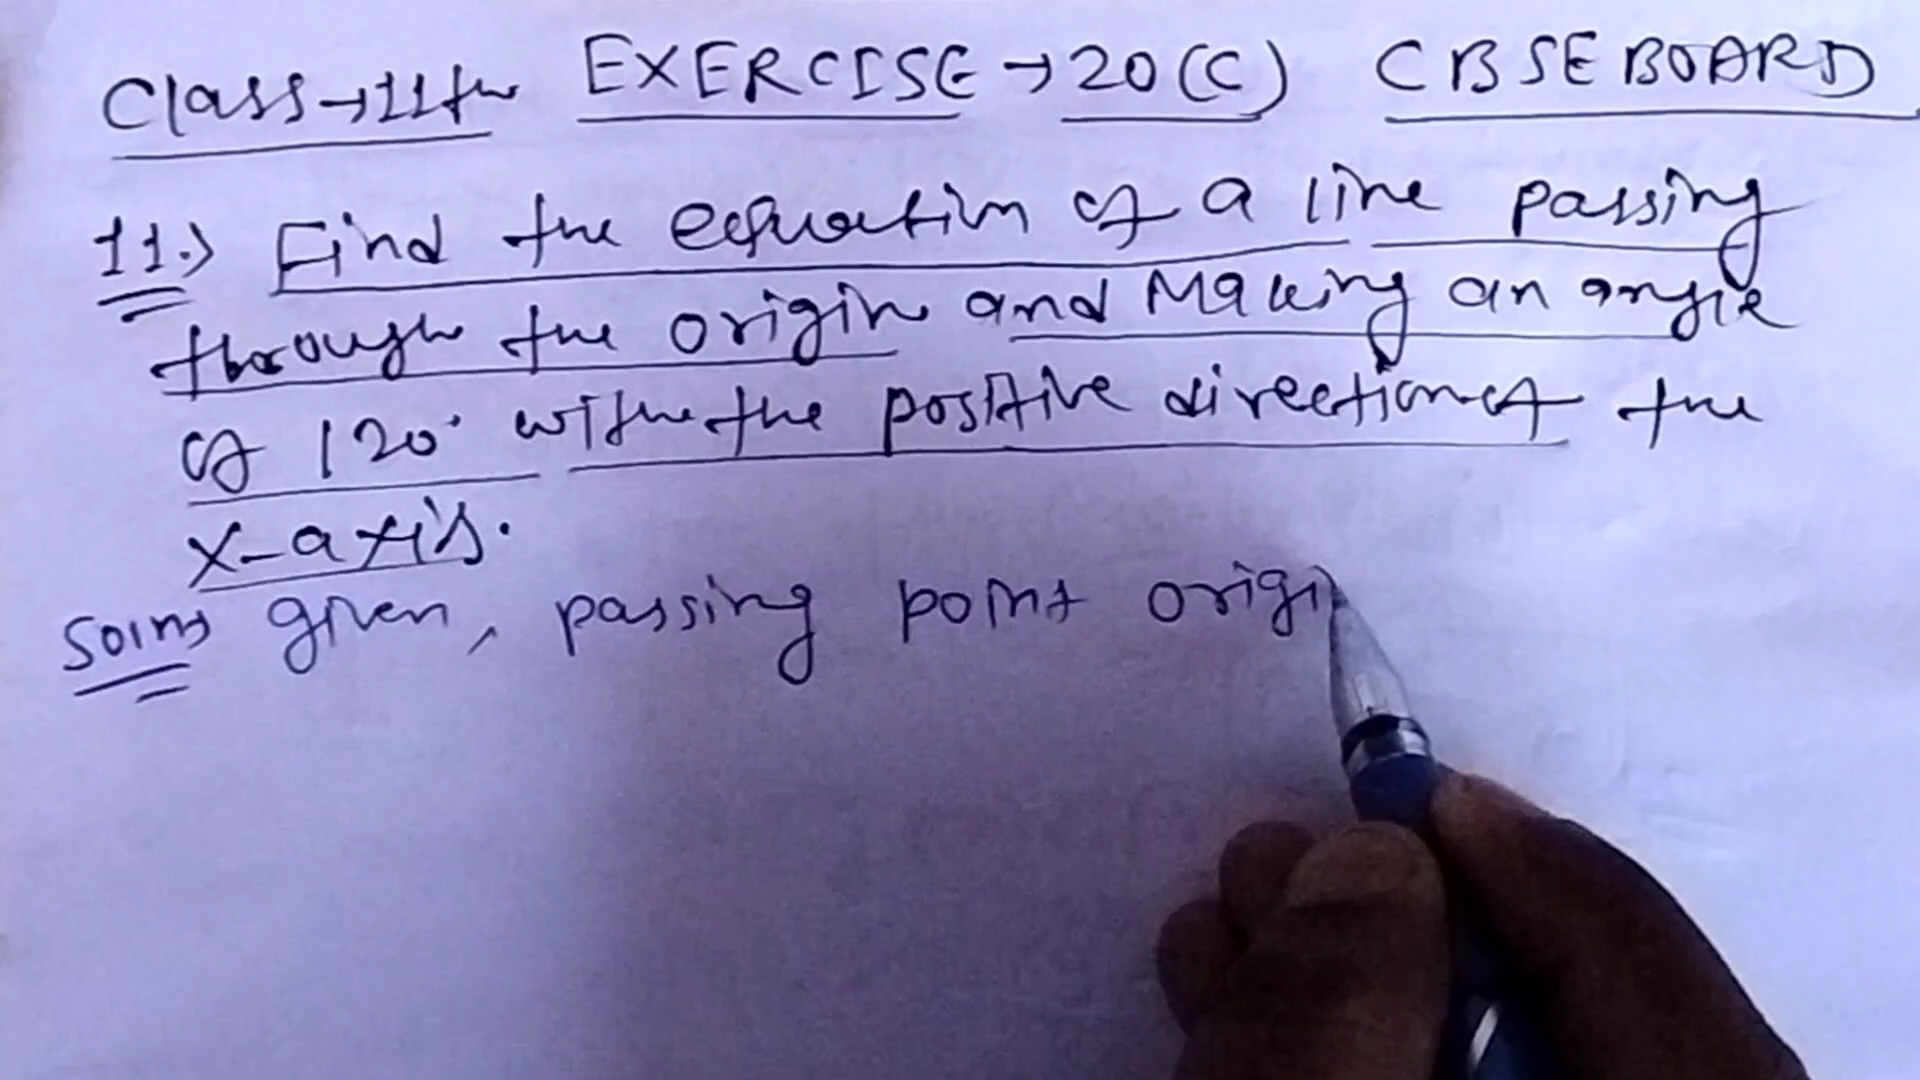 Class→11th EXERCISE→20(C) CBSE BOARD
11.) Find the equation of a line passing
through the origin and Making an angle
of 120° with the positive direction of the
x-axis.
Solns given, passing point origi